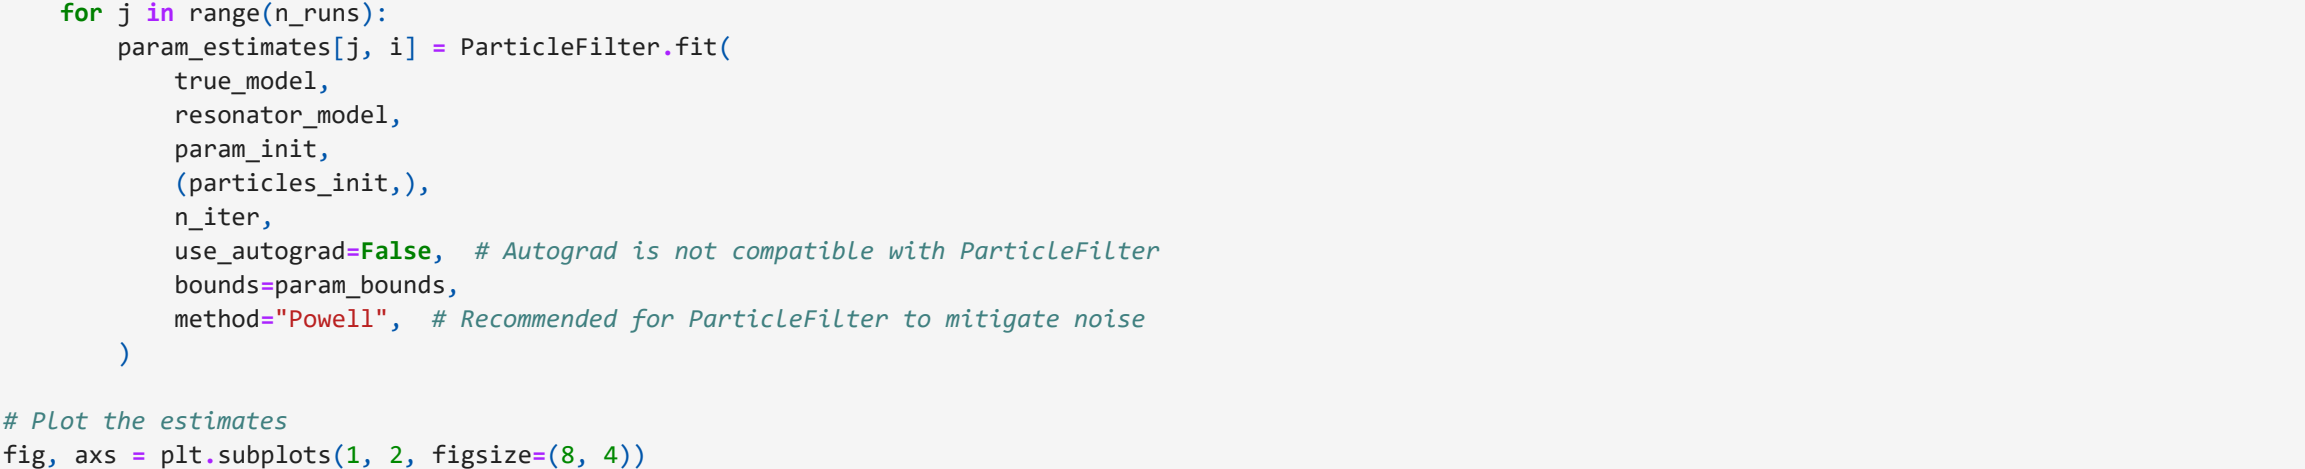 for j in range(n_runs):
        param_estimates[j, i] = ParticleFilter.fit(
            true_model,
            resonator_model,
            param_init,
            (particles_init,),
            n_iter,
            use_autograd=False,  # Autograd is not compatible with ParticleFilter
            bounds=param_bounds,
            method="Powell",  # Recommended for ParticleFilter to mitigate noise
        )

# Plot the estimates
fig, axs = plt.subplots(1, 2, figsize=(8, 4))